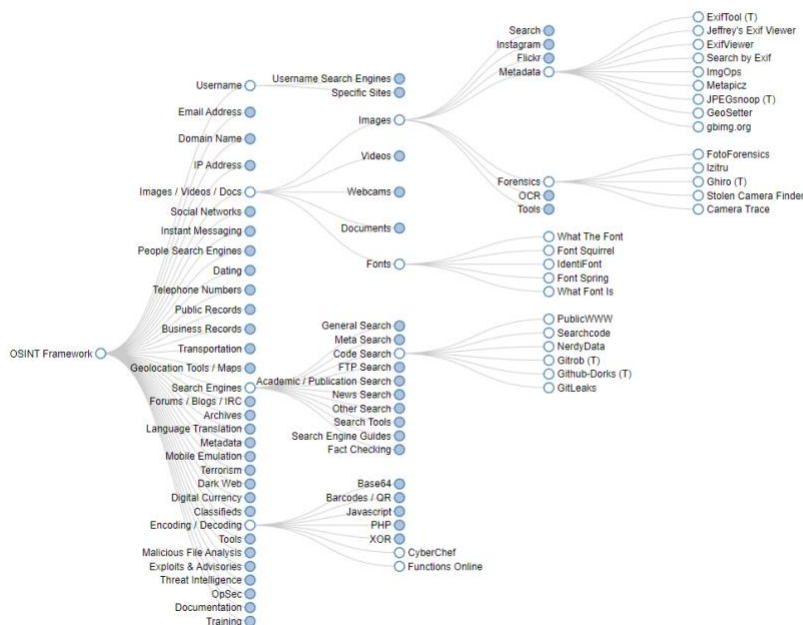 OSINT Framework
Username
Email Address
Domain Name
IP Address
Images / Videos / Docs
Social Networks
Instant Messaging
People Search Engines
Dating
Telephone Numbers
Public Records
Business Records
Transportation
Geolocation Tools / Maps
Search Engines
Forums / Blogs / IRC
Archives
Language Translation
Metadata
Mobile Emulation
Terrorism
Dark Web
Digital Currency
Classifieds
Encoding / Decoding
Tools
Malicious File Analysis
Exploits & Advisories
Threat Intelligence
OpSec
Documentation
Training
Username Search Engines
Specific Sites
Images
Videos
Webcams
Documents
Fonts
General Search
Meta Search
Code Search
FTP Search
Academic / Publication Search
News Search
Other Search
Search Tools
Search Engine Guides
Fact Checking
Base64
Barcodes / QR
Javascript
PHP
XOR
CyberChef
Functions Online
Search
Instagram
Flickr
Metadata
Forensics
OCR
Tools
What The Font
Font Squirrel
IdentiFont
Font Spring
What Font Is
PublicWWW
Searchcode
NerdyData
Gitrob (T)
Github-Dorks (T)
GitLeaks
ExifTool (T)
Jeffrey's Exif Viewer
ExifViewer
Search by Exif
ImgOps
Metapicz
JPEGsnoop (T)
GeoSetter
gbimg.org
FotoForensics
Izitru
Ghiro (T)
Stolen Camera Finder
Camera Trace